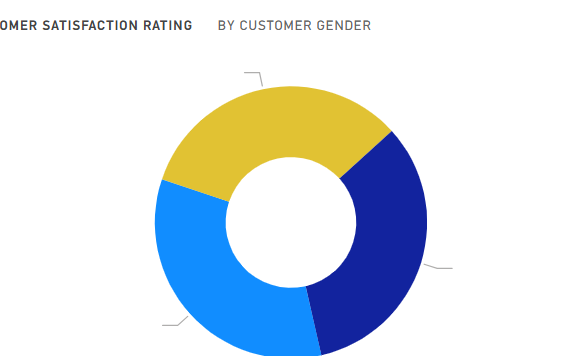 OMER SATISFACTION RATING BY CUSTOMER GENDER